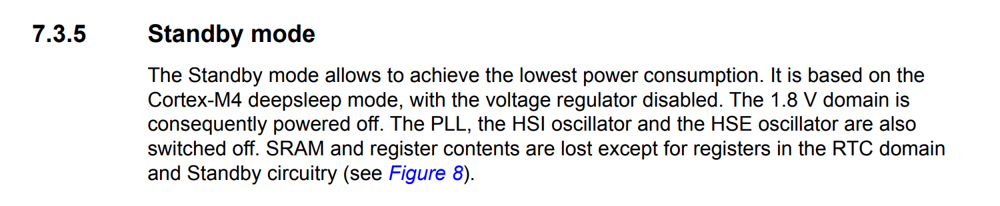 7.3.5 Standby mode
The Standby mode allows to achieve the lowest power consumption. It is based on the
Cortex-M4 deepsleep mode, with the voltage regulator disabled. The 1.8 V domain is
consequently powered off. The PLL, the HSI oscillator and the HSE oscillator are also
switched off. SRAM and register contents are lost except for registers in the RTC domain
and Standby circuitry (see Figure 8).